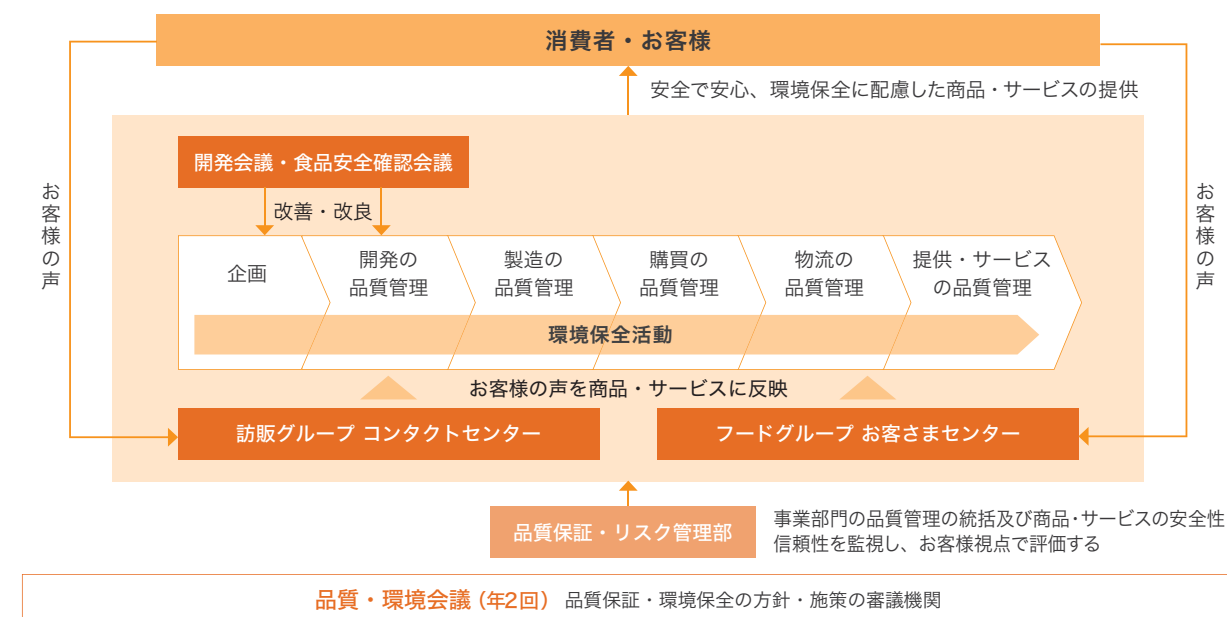 消費者・お客様
安全で安心、環境保全に配慮した商品・サービスの提供
お客様の声
お客様の声
開発会議・食品安全確認会議
改善・改良
企画
開発の
品質管理
製造の
品質管理
購買の
品質管理
物流の
品質管理
提供・サービス
の品質管理
環境保全活動
お客様の声を商品・サービスに反映
訪販グループ コンタクトセンター
フードグループ お客さまセンター
品質保証・リスク管理部
事業部門の品質管理の統括及び商品・サービスの安全性
信頼性を監視し、お客様視点で評価する
品質・環境会議(年2回) 品質保証・環境保全の方針・施策の審議機関